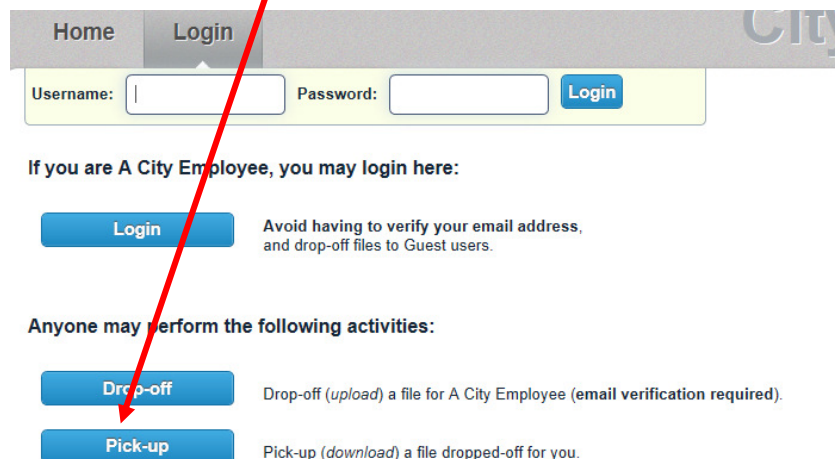 Home Login City
Username: Password: Login
If you are A City Employee, you may login here:
Login Avoid having to verify your email address,
and drop-off files to Guest users.
Anyone may perform the following activities:
Drop-off Drop-off (upload) a file for A City Employee (email verification required).
Pick-up Pick-up (download) a file dropped-off for you.